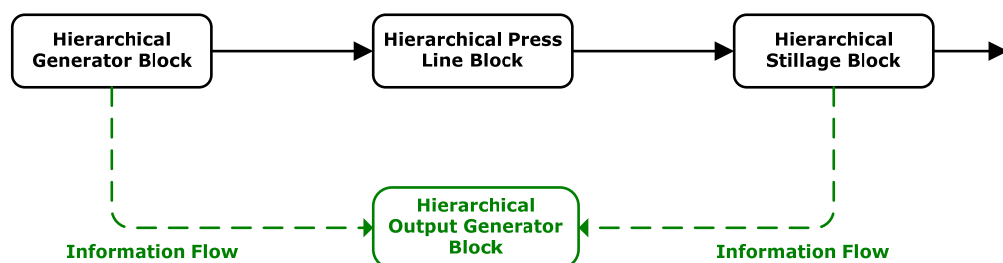 Hierarchical
Generator Block
Hierarchical Press
Line Block
Hierarchical
Stillage Block
Hierarchical
Output Generator
Block
Information Flow
Information Flow